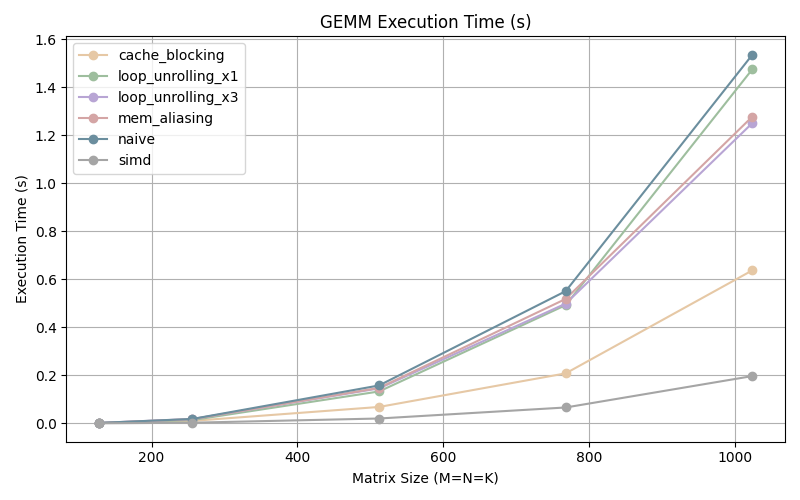 GEMM Execution Time (s)
1.6
1.4
1.2
1.0
0.8
0.6
0.4
0.2
0.0
Execution Time (s)
cache_blocking
loop_unrolling_x1
loop_unrolling_x3
mem_aliasing
naive
simd
200 400 600 800 1000
Matrix Size (M=N=K)